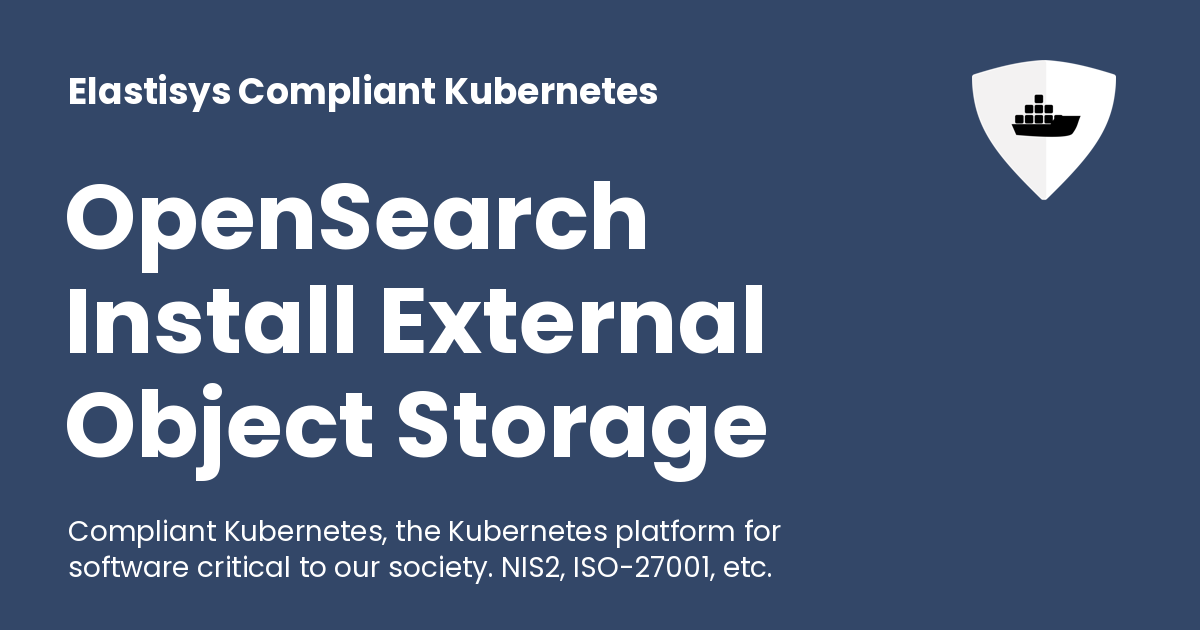 Elastisys Compliant Kubernetes
OpenSearch
Install External
Object Storage
Compliant Kubernetes, the Kubernetes platform for
software critical to our society. NIS2, ISO-27001, etc.